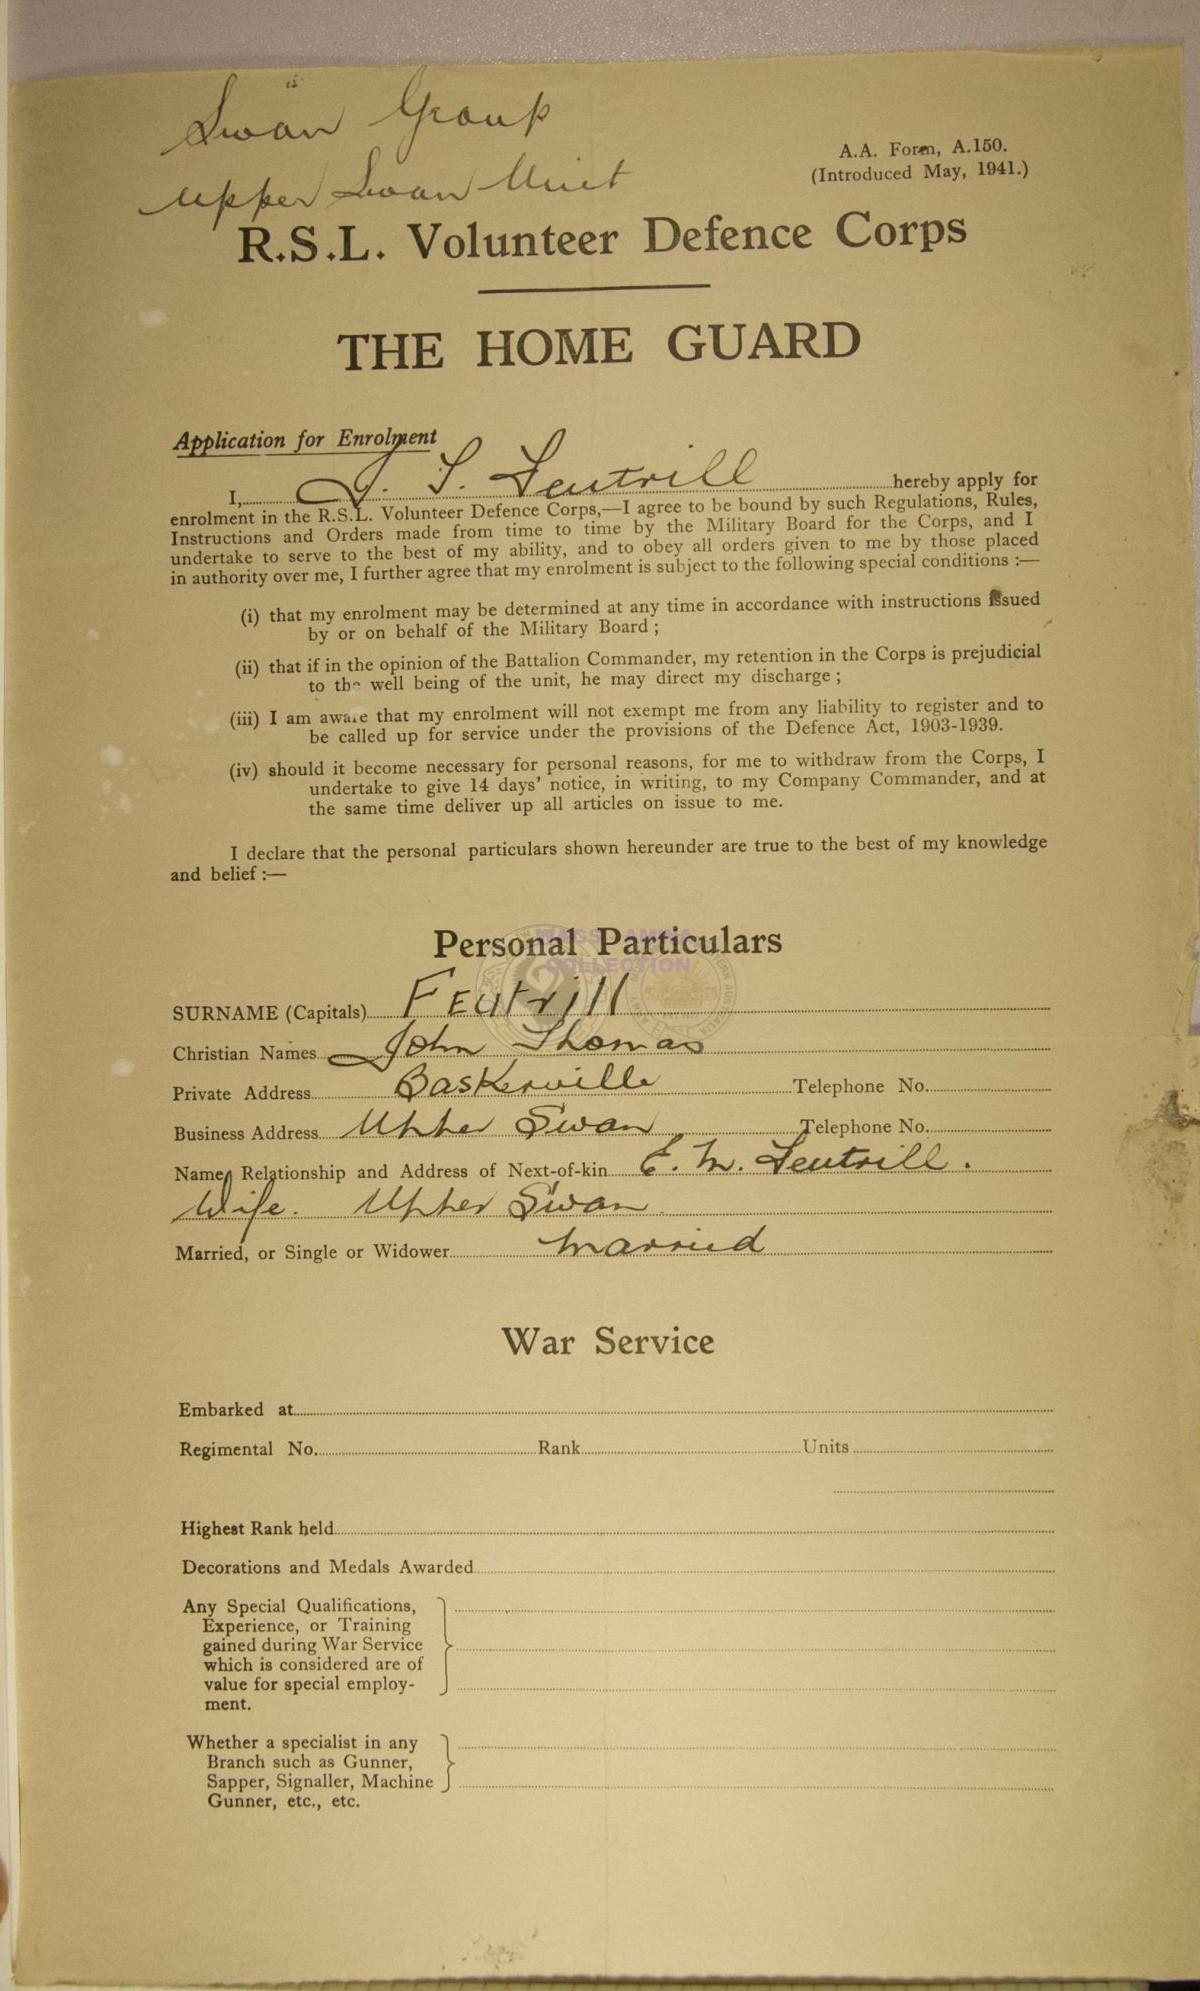 Swan Group
Upper Swan Unit
A.A. Form, A.150.
(Introduced May, 1941.)
R.S.L. Volunteer Defence Corps
THE HOME GUARD
Application for Enrolment
I, J. T. Feutrill hereby apply for
enrolment in the R.S.L. Volunteer Defence Corps,—I agree to be bound by such Regulations, Rules,
Instructions and Orders made from time to time by the Military Board for the Corps, and I
undertake to serve to the best of my ability, and to obey all orders given to me by those placed
in authority over me, I further agree that my enrolment is subject to the following special conditions :—
(i) that my enrolment may be determined at any time in accordance with instructions issued
by or on behalf of the Military Board ;
(ii) that if in the opinion of the Battalion Commander, my retention in the Corps is prejudicial
to the well being of the unit, he may direct my discharge ;
(iii) I am aware that my enrolment will not exempt me from any liability to register and to
be called up for service under the provisions of the Defence Act, 1903-1939.
(iv) should it become necessary for personal reasons, for me to withdraw from the Corps, I
undertake to give 14 days' notice, in writing, to my Company Commander, and at
the same time deliver up all articles on issue to me.
I declare that the personal particulars shown hereunder are true to the best of my knowledge
and belief :—
Personal Particulars
SURNAME (Capitals) FEUtrill
Christian Names John Thomas
Private Address Baskerville Telephone No.
Business Address Upper Swan Telephone No.
Name, Relationship and Address of Next-of-kin E. M. Feutrill.
Wife. Upper Swan
Married, or Single or Widower Married
War Service
Embarked at
Regimental No. Rank Units
Highest Rank held
Decorations and Medals Awarded
Any Special Qualifications,
Experience, or Training
gained during War Service
which is considered are of
value for special employ-
ment.
Whether a specialist in any
Branch such as Gunner,
Sapper, Signaller, Machine
Gunner, etc., etc.